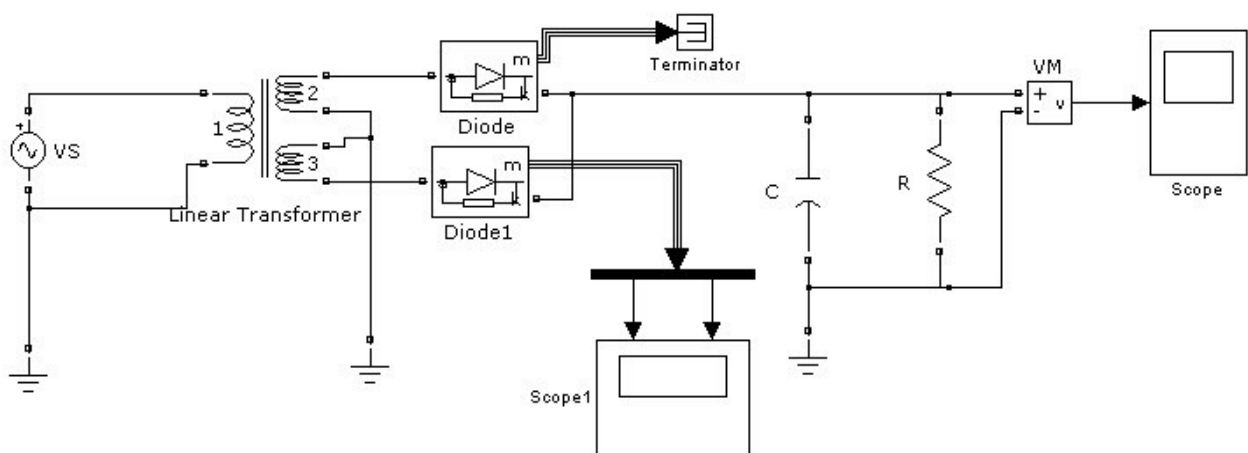 m
Terminator
VM
+
-
v
Diode
2
1
+
VS
3
m
Scope
C
R
Linear Transformer
Diode1
Scope1